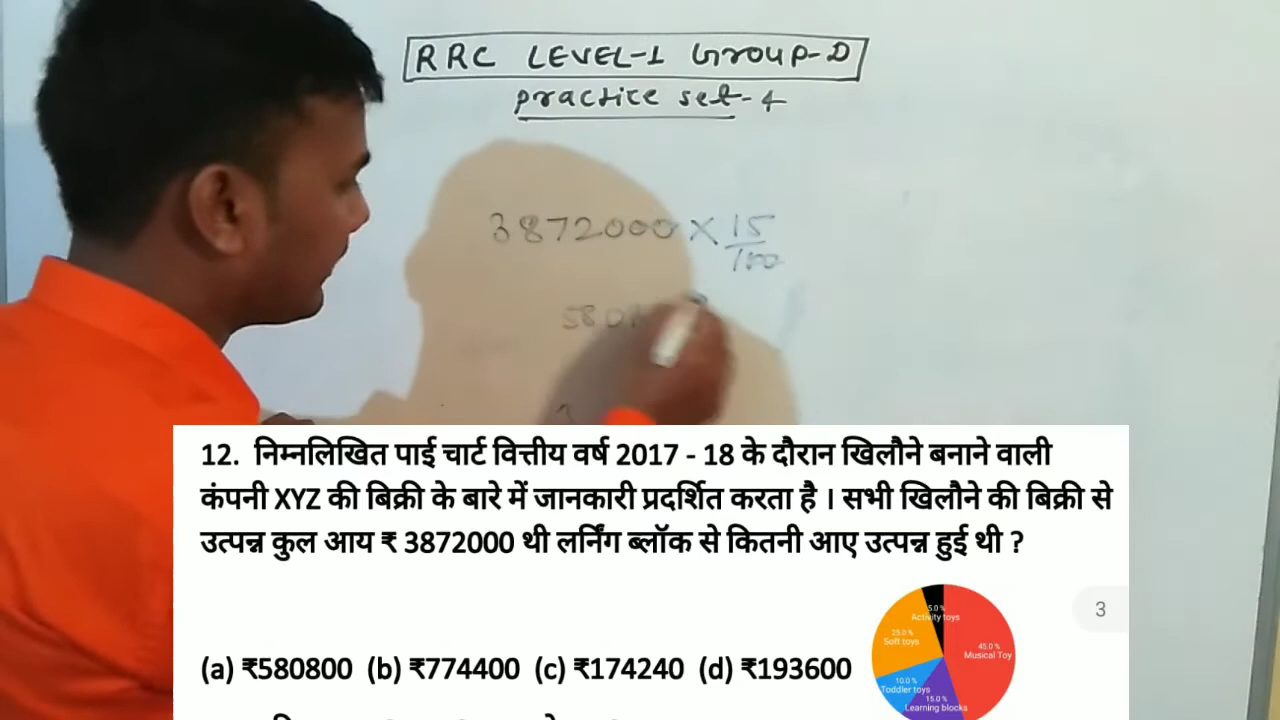 RRC LEVEL-1 GROUP-D
practice set-4
3872000 × 15
100
580
12. निम्नलिखित पाई चार्ट वित्तीय वर्ष 2017 - 18 के दौरान खिलौने बनाने वाली
कंपनी XYZ की बिक्री के बारे में जानकारी प्रदर्शित करता है । सभी खिलौने की बिक्री से
उत्पन्न कुल आय ₹ 3872000 थी लर्निंग ब्लॉक से कितनी आए उत्पन्न हुई थी ?
3
5.0 %
Activity toys
25.0 %
Soft toys
45.0 %
Musical Toy
10.0 %
Toddler toys
15.0 %
Learning blocks
(a) ₹580800 (b) ₹774400 (c) ₹174240 (d) ₹193600